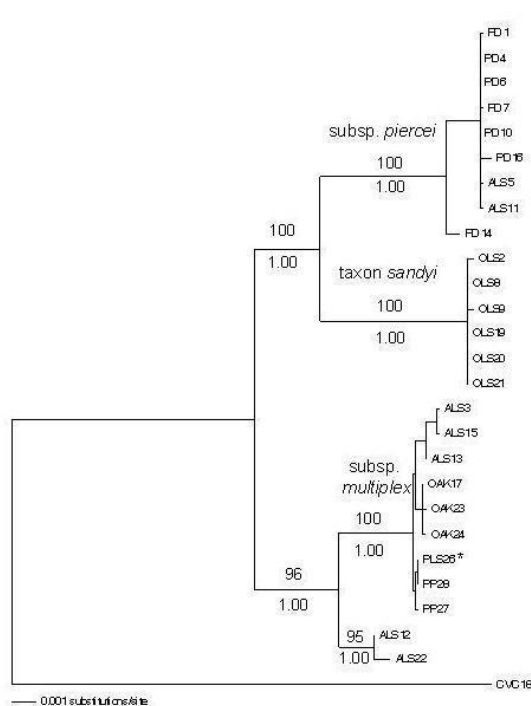 PD1
PD4
PD6
PD7
subsp. piercei
PD10
100
PD16
1.00
ALS5
ALS11
100
PD14
1.00
taxon sandyi
OLS2
OLS8
100
OLS9
1.00
OLS19
OLS20
OLS21
ALS3
ALS15
subsp.
multiplex
ALS13
OAK17
100
OAK23
1.00
OAK24
96
PLS26*
1.00
PP28
PP27
95
ALS12
1.00
ALS22
CVC18
0.001 substitutions/site